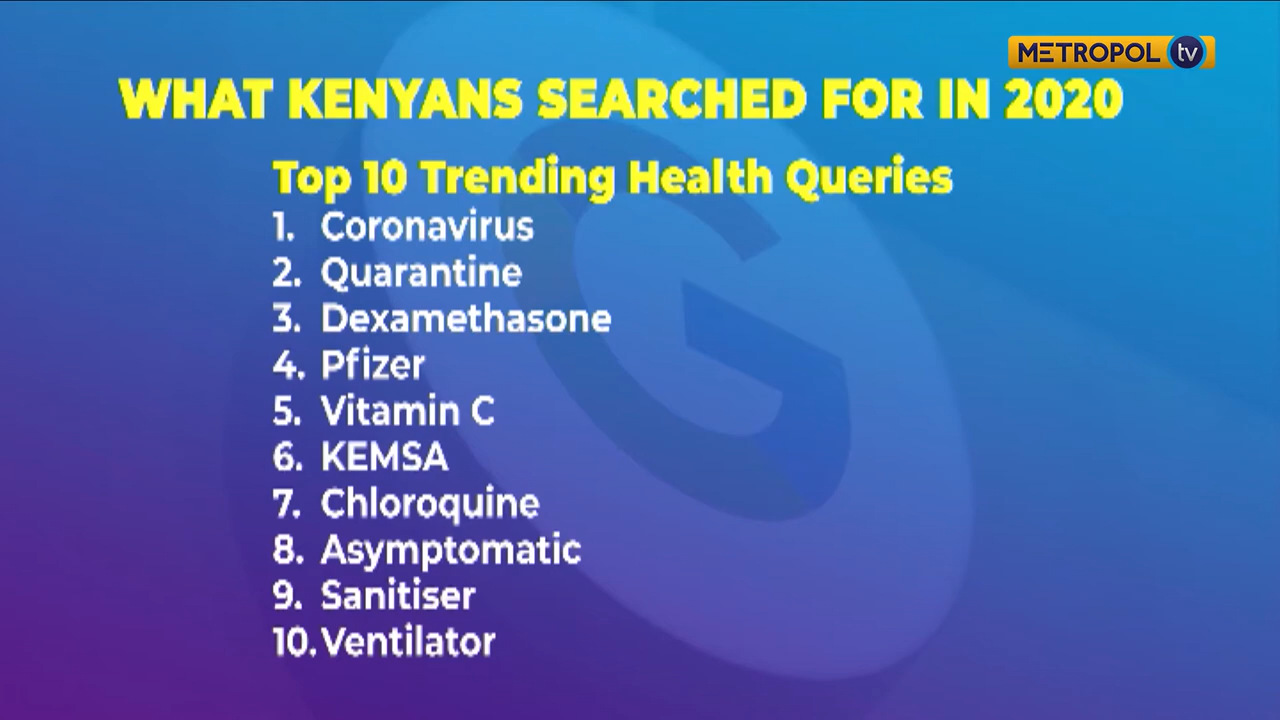 METROPOL tv
WHAT KENYANS SEARCHED FOR IN 2020
Top 10 Trending Health Queries
1. Coronavirus
2. Quarantine
3. Dexamethasone
4. Pfizer
5. Vitamin C
6. KEMSA
7. Chloroquine
8. Asymptomatic
9. Sanitiser
10. Ventilator